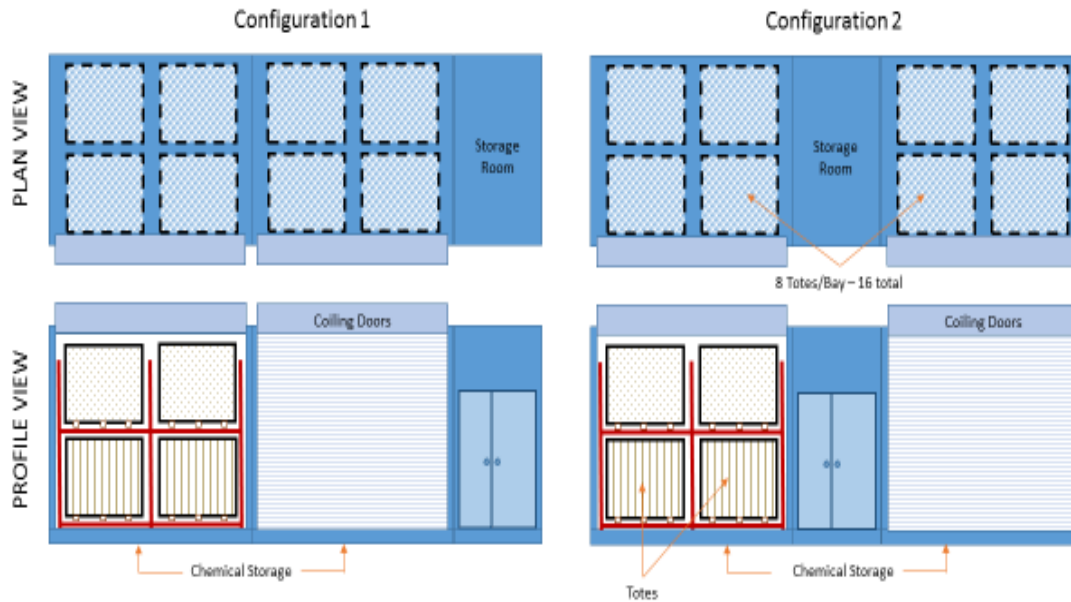 Configuration 1
Configuration 2
PLAN VIEW
Storage
Room
Storage
Room
8 Totes/Bay – 16 total
PROFILE VIEW
Coiling Doors
Coiling Doors
Chemical Storage
Chemical Storage
Totes